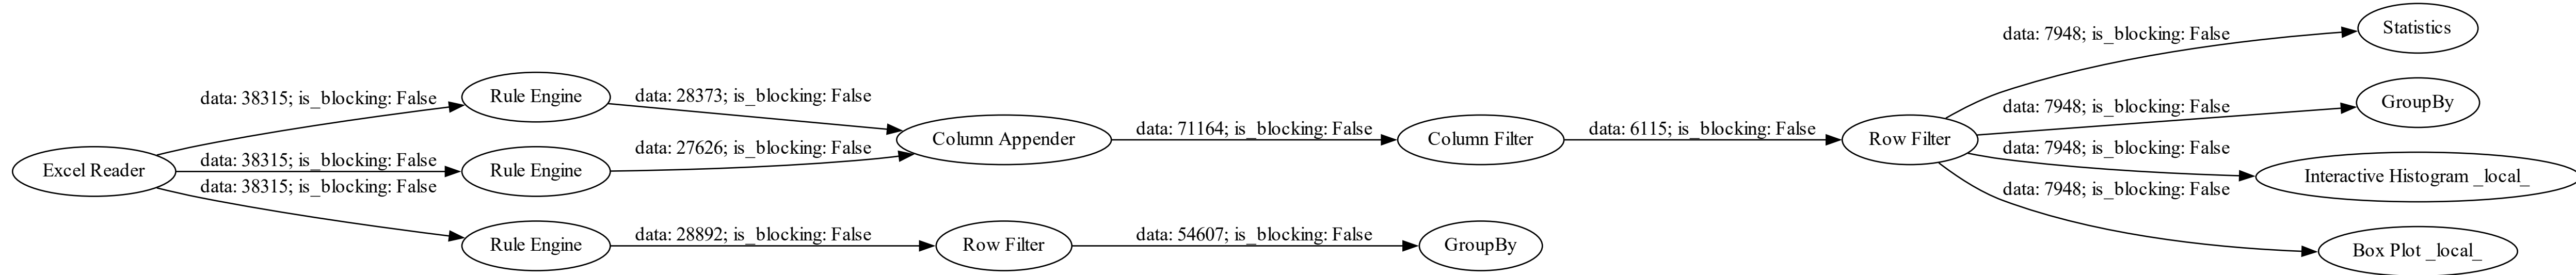 Excel Reader
data: 38315; is_blocking: False
data: 38315; is_blocking: False
data: 38315; is_blocking: False
Rule Engine
Rule Engine
Rule Engine
data: 28373; is_blocking: False
data: 27626; is_blocking: False
data: 28892; is_blocking: False
Column Appender
Row Filter
data: 71164; is_blocking: False
data: 54607; is_blocking: False
Column Filter
GroupBy
data: 6115; is_blocking: False
Row Filter
data: 7948; is_blocking: False
data: 7948; is_blocking: False
data: 7948; is_blocking: False
data: 7948; is_blocking: False
Statistics
GroupBy
Interactive Histogram _local_
Box Plot _local_